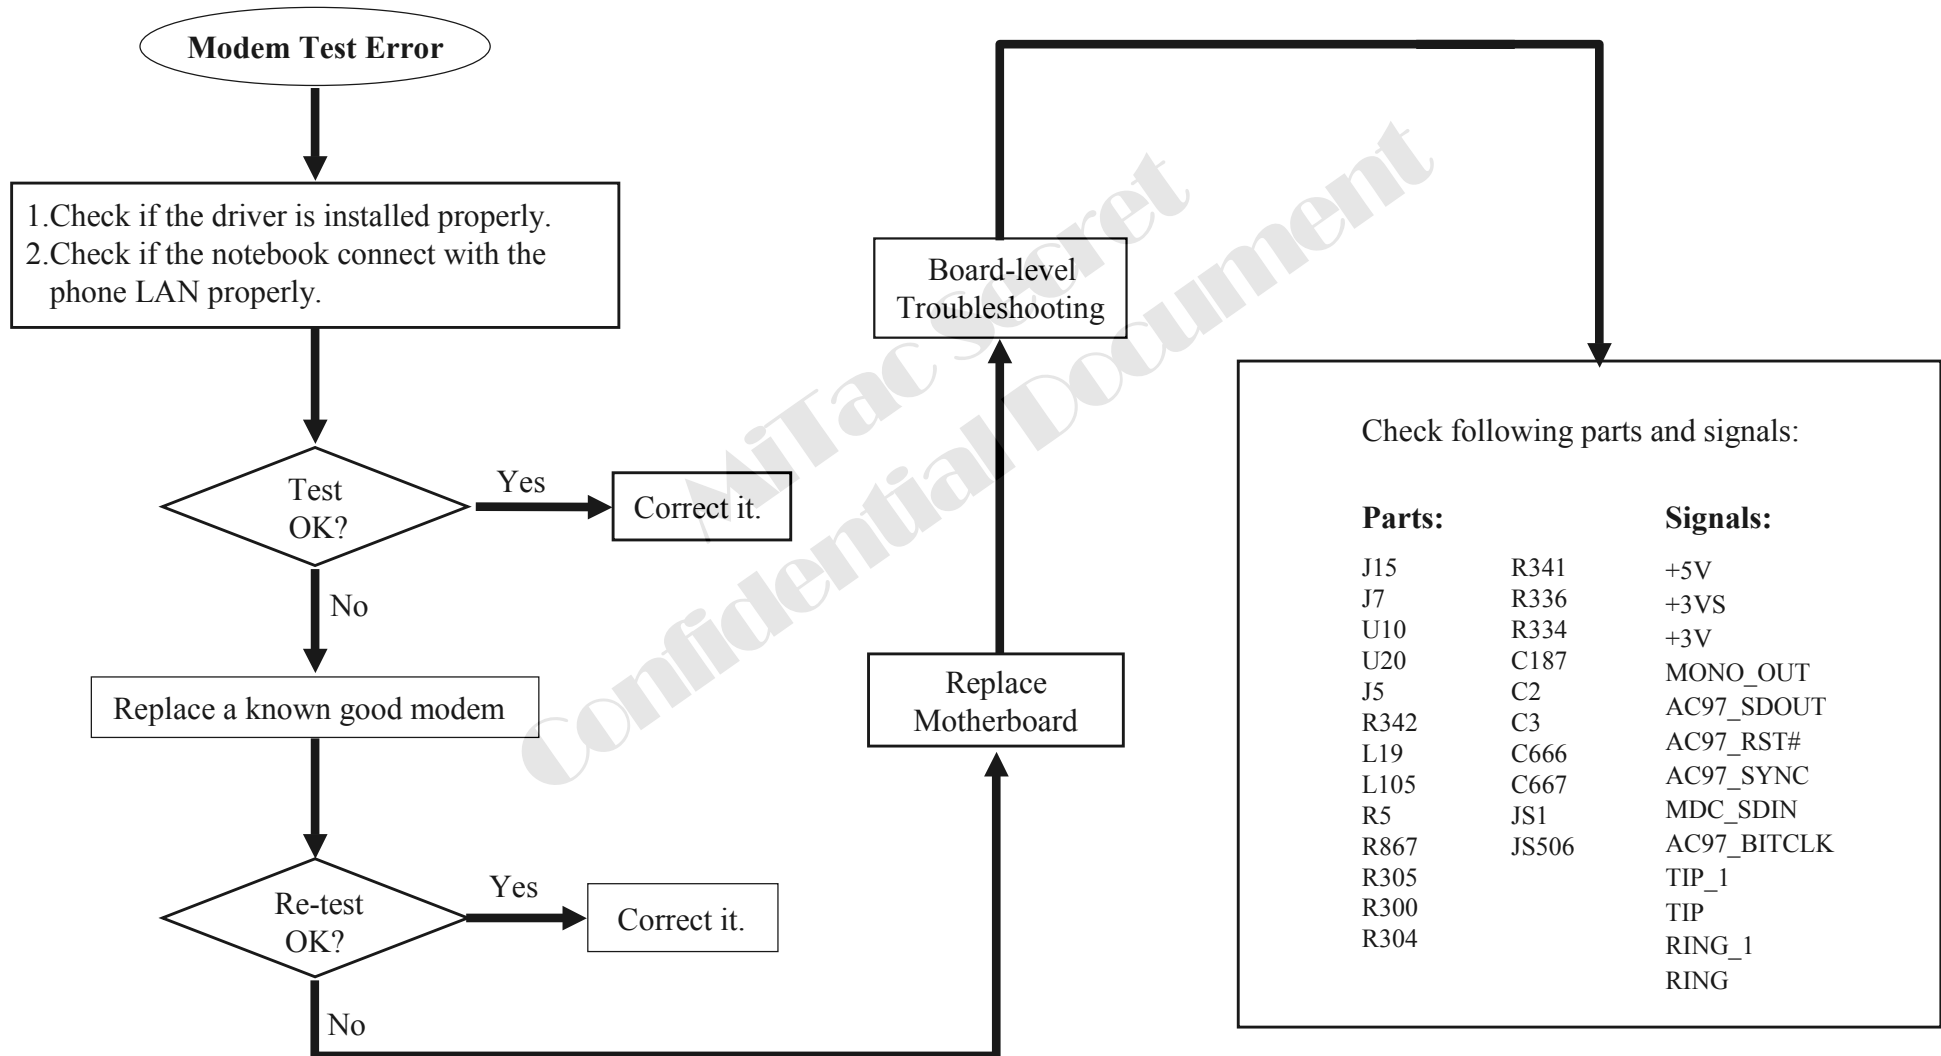 Modem Test Error
1.Check if the driver is installed properly.
2.Check if the notebook connect with the
phone LAN properly.
Test
OK?
Yes
Correct it.
No
Replace a known good modem
Re-test
OK?
Yes
Correct it.
No
Replace
Motherboard
Board-level
Troubleshooting
Check following parts and signals:
Parts:
J15
J7
U10
U20
J5
R342
L19
L105
R5
R867
R305
R300
R304
R341
R336
R334
C187
C2
C3
C666
C667
JS1
JS506
Signals:
+5V
+3VS
+3V
MONO_OUT
AC97_SDOUT
AC97_RST#
AC97_SYNC
MDC_SDIN
AC97_BITCLK
TIP_1
TIP
RING_1
RING
MiTac Secret
Confidential Document